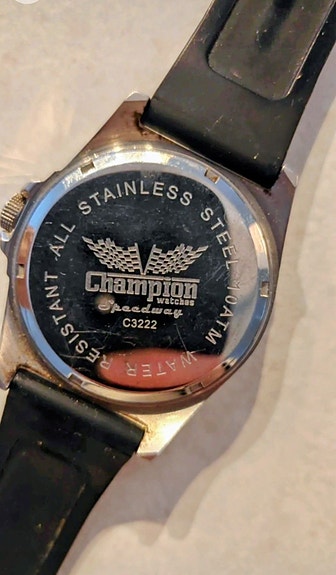 ALL STAINLESS STEEL 10ATM WATER RESISTANT
Champion
watches
Speedway
C3222